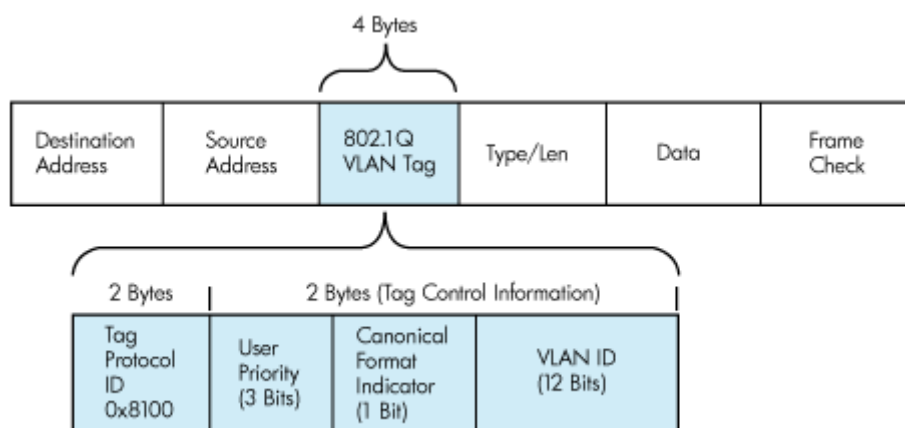 4 Bytes
Destination
Address
Source
Address
802.1Q
VLAN Tag
Type/Len
Data
Frame
Check
2 Bytes
2 Bytes (Tag Control Information)
Tag
Protocol
ID
0x8100
User
Priority
(3 Bits)
Canonical
Format
Indicator
(1 Bit)
VLAN ID
(12 Bits)